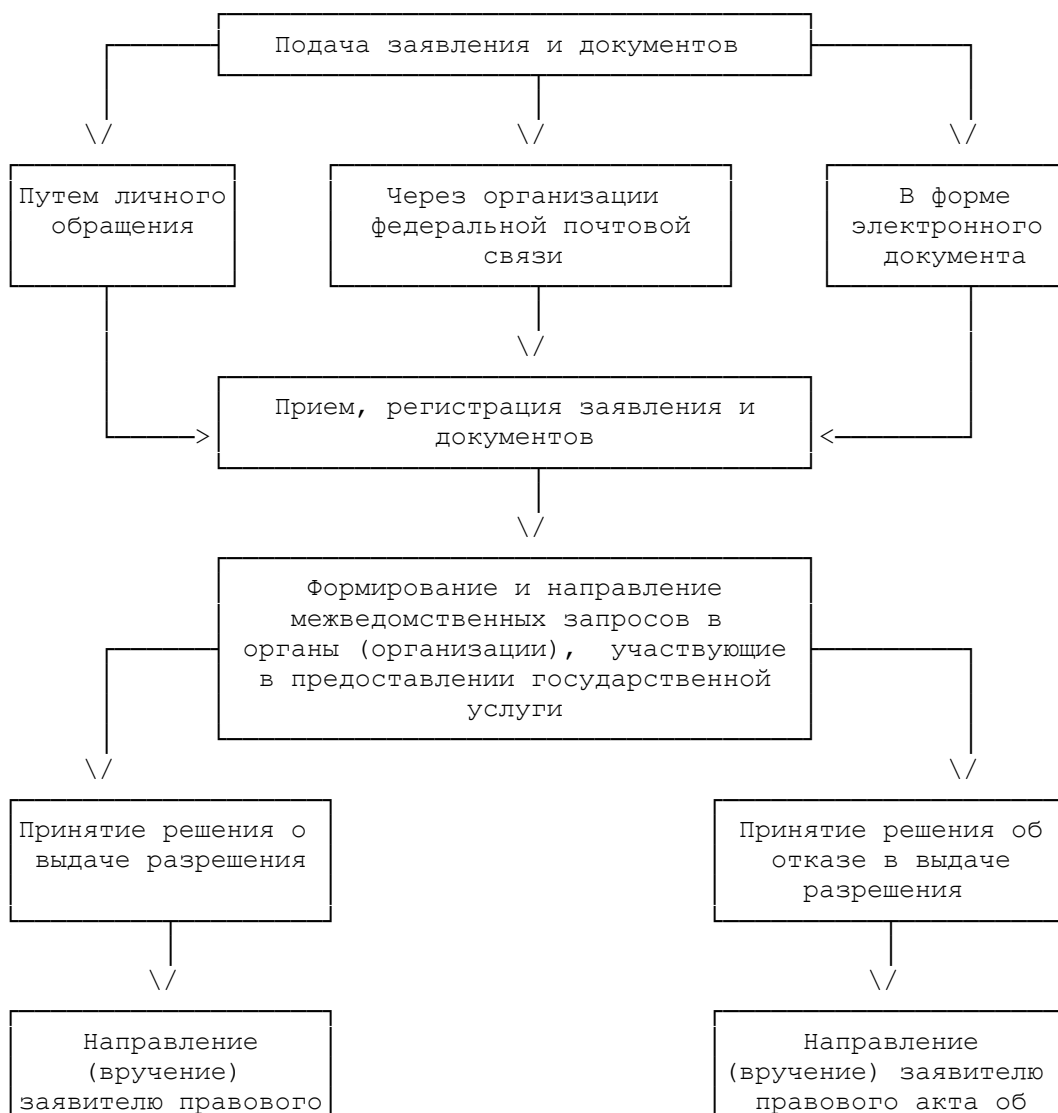 Подача заявления и документов
\/ \/ \/
Путем личного
обращения
Через организации
федеральной почтовой
связи
В форме
электронного
документа
\/
Прием, регистрация заявления и
документов
> <
\/
Формирование и направление
межведомственных запросов в
органы (организации), участвующие
в предоставлении государственной
услуги
\/ \/
Принятие решения о
выдаче разрешения
Принятие решения об
отказе в выдаче
разрешения
\/ \/
Направление
(вручение)
заявителю правового
Направление
(вручение) заявителю
правового акта об